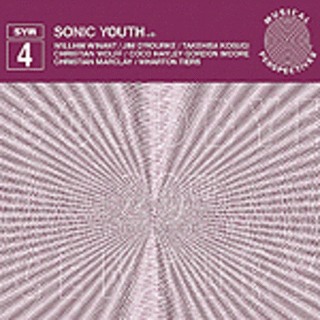 SYR
4
SONIC YOUTH
WILLIAM WINANT / JIM O'ROURKE / TAKEHISA KOSUGI
CHRISTIAN WOLFF / COCO HAYLEY GORDON MOORE
CHRISTIAN MARCLAY / WHARTON TIERS
MUSICAL
PERSPECTIVES